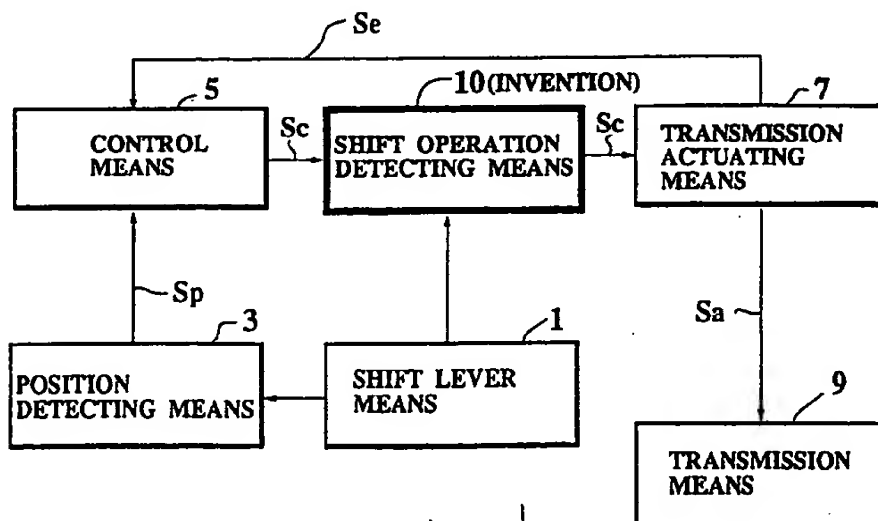 Se
5
10 (INVENTION)
7
CONTROL
MEANS
Sc
SHIFT OPERATION
DETECTING MEANS
Sc
TRANSMISSION
ACTUATING
MEANS
Sp
Sa
3
1
9
POSITION
DETECTING MEANS
SHIFT LEVER
MEANS
TRANSMISSION
MEANS